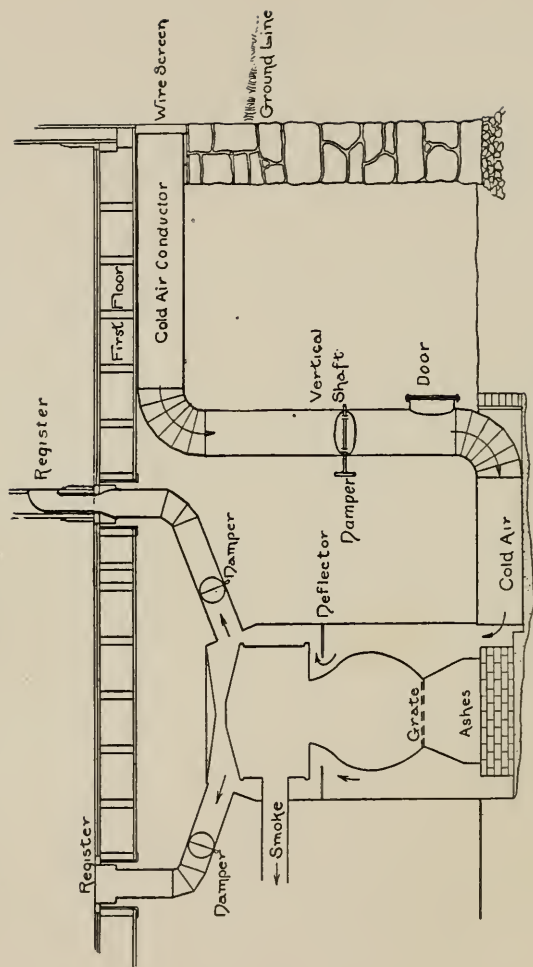 Wire Screen
Ground Line
Cold Air Conductor
First Floor
Register
Vertical
Shaft
Door
Damper
Damper
Deflector
Cold Air
Grate
Ashes
Smoke
Register
Damper